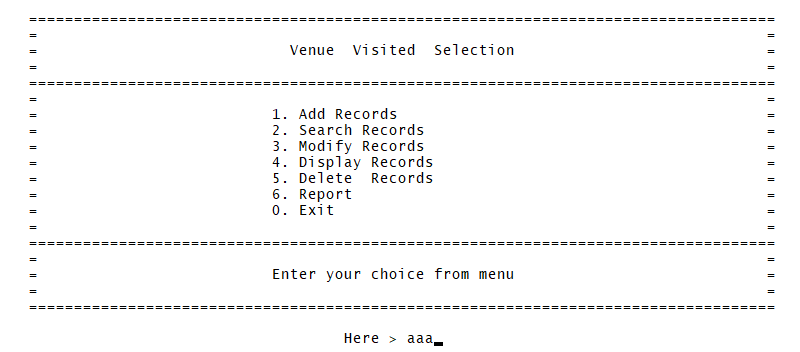 ===================================================================================
= =
= Venue  Visited  Selection =
= =
===================================================================================
= =
= 1. Add Records =
= 2. Search Records =
= 3. Modify Records =
= 4. Display Records =
= 5. Delete  Records =
= 6. Report =
= 0. Exit =
= =
===================================================================================
= =
= Enter your choice from menu =
= =
===================================================================================
Here > aaa_